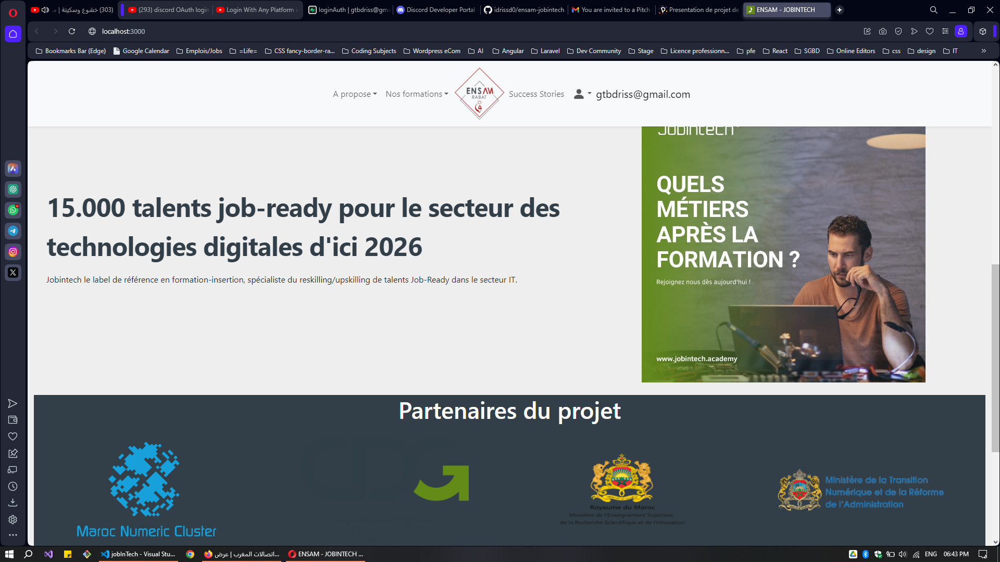 (303) خشوع وسكينة | 
(293) discord OAuth login
Login With Any Platform i
loginAuth | gtbdriss@gma
Discord Developer Portal
idrissd0/ensam-jobintech
You are invited to a Pitch
Presentation de projet de
ENSAM - JOBINTECH
localhost:3000
Bookmarks Bar (Edge)
Google Calendar
Emplois/Jobs
=Life=
CSS fancy-border-ra...
Coding Subjects
Wordpress eCom
AI
Angular
Laravel
Dev Community
Stage
Licence professionn...
pfe
React
SGBD
Online Editors
css
design
IT
A propose
Nos formations
ENSAM
RABAT
Success Stories
gtbdriss@gmail.com
Jobintech
15.000 talents job-ready pour le secteur des
technologies digitales d'ici 2026
Jobintech le label de référence en formation-insertion, spécialiste du reskilling/upskilling de talents Job-Ready dans le secteur IT.
QUELS
MÉTIERS
APRÈS LA
FORMATION ?
Rejoignez nous dès aujourd'hui !
www.jobintech.academy
Partenaires du projet
Maroc Numeric Cluster
Royaume du Maroc
Ministère de l'Enseignement Supérieur,
de la Recherche Scientifique et de l'Innovation
Ministère de la Transition
Numérique et de la Réforme
de l'Administration
jobInTech - Visual Stu...
اتصالات المغرب | عرض...
ENSAM - JOBINTECH ...
ENG
06:43 PM